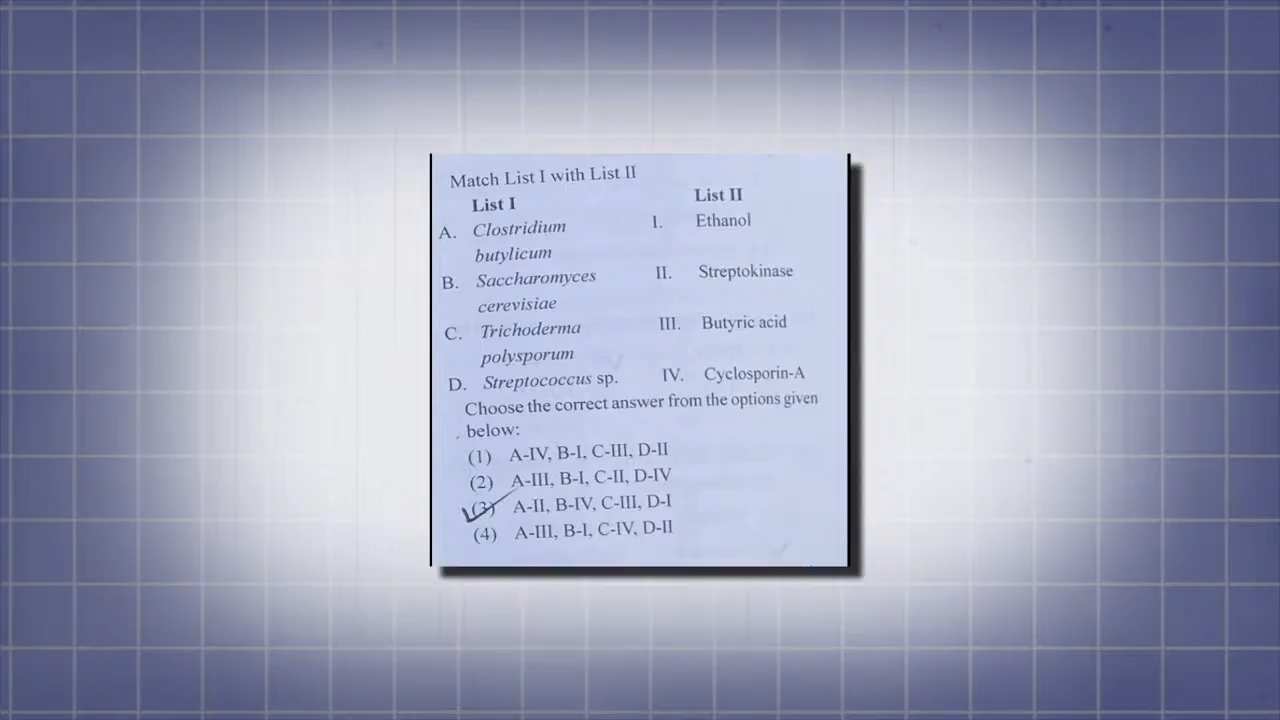 Match List I with List II
List I List II
A. Clostridium I. Ethanol
butylicum
B. Saccharomyces II. Streptokinase
cerevisiae
C. Trichoderma III. Butyric acid
polysporum
D. Streptococcus sp. IV. Cyclosporin-A
Choose the correct answer from the options given
below:
(1) A-IV, B-I, C-III, D-II
(2) A-III, B-I, C-II, D-IV
(3) A-II, B-IV, C-III, D-I
(4) A-III, B-I, C-IV, D-II